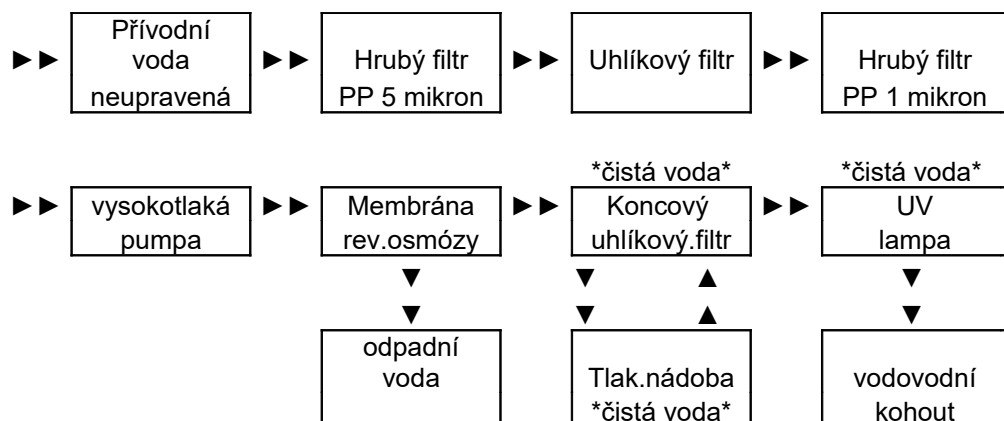 ►► Přívodní voda neupravená ►► Hrubý filtr PP 5 mikron ►► Uhlíkový filtr ►► Hrubý filtr PP 1 mikron
*čistá voda* *čistá voda*
►► vysokotlaká pumpa ►► Membrána rev.osmózy ►► Koncový uhlíkový.filtr ►► UV lampa
▼ ▼ ▲ ▼
▼ ▼ ▲ ▼
odpadní voda Tlak.nádoba *čistá voda* vodovodní kohout